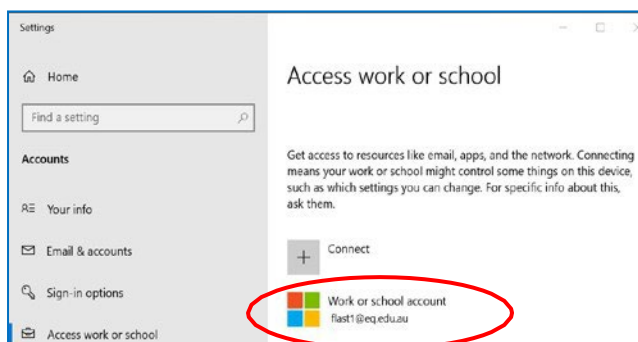 Settings
Home
Find a setting
Accounts
Your info
Email & accounts
Sign-in options
Access work or school
Access work or school
Get access to resources like email, apps, and the network. Connecting
means your work or school might control some things on this device,
such as which settings you can change. For specific info about this,
ask them.
Connect
Work or school account
flast1@eq.edu.au